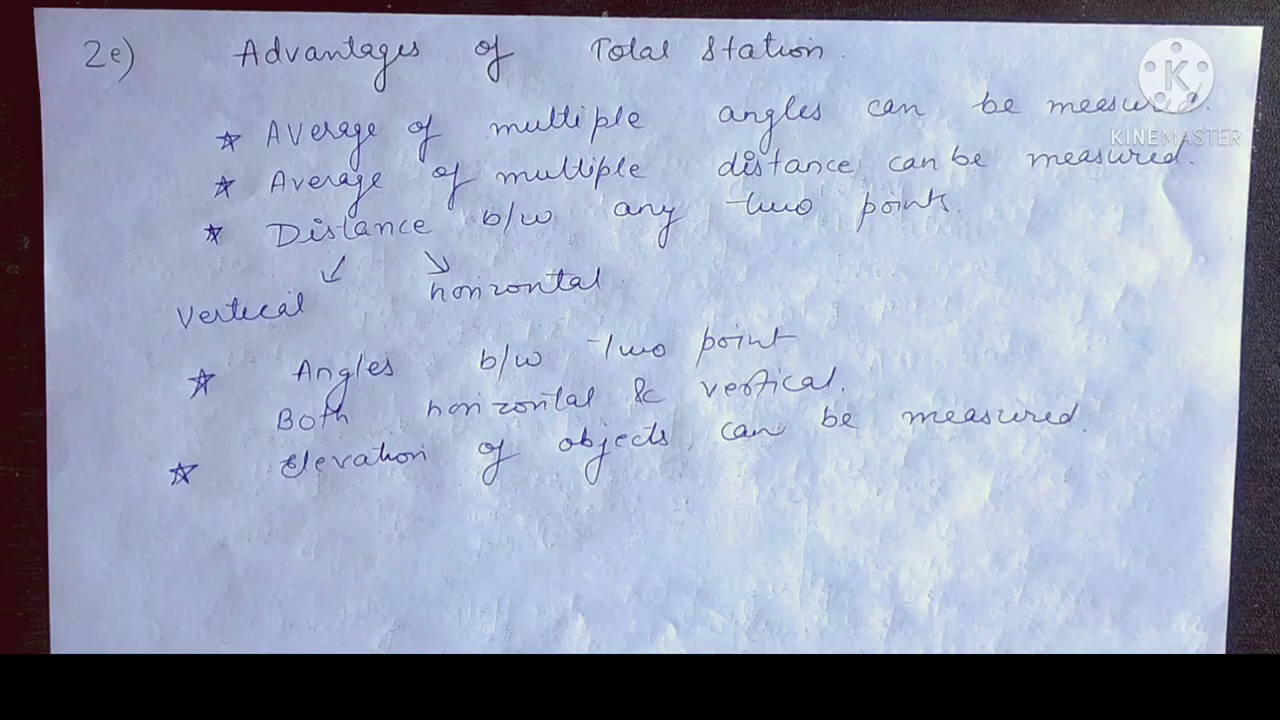 2e) Advantages of Total Station.
☆ Average of multiple angles can be measured.
KINEMASTER
☆ Average of multiple distance can be measured.
☆ Distance b/w any two points.
↙ ↘
Vertical horizontal
☆ Angles b/w two point
Both horizontal & vertical.
☆ Elevation of objects can be measured.